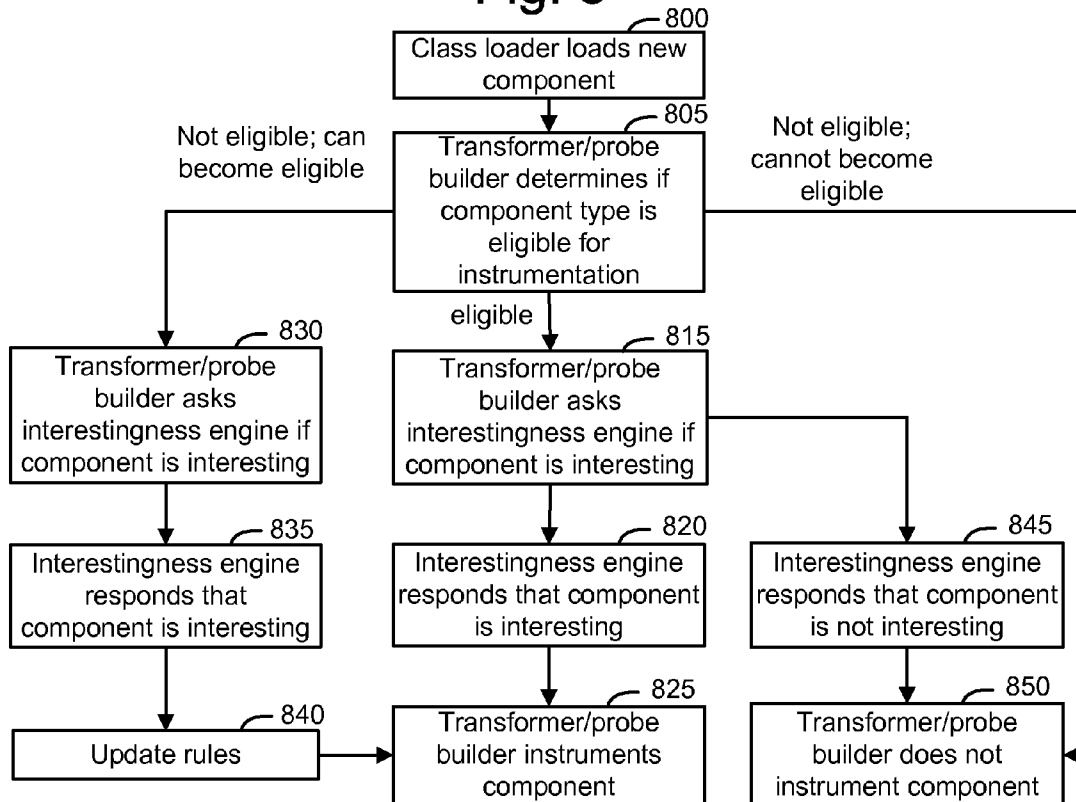 800
Class loader loads new
component
805
Not eligible; can
become eligible
Transformer/probe
builder determines if
component type is
eligible for
instrumentation
Not eligible;
cannot become
eligible
eligible
830
Transformer/probe
builder asks
interestingness engine if
component is interesting
815
Transformer/probe
builder asks
interestingness engine if
component is interesting
835
Interestingness engine
responds that
component is interesting
820
Interestingness engine
responds that component
is interesting
845
Interestingness engine
responds that component
is not interesting
840
Update rules
825
Transformer/probe
builder instruments
component
850
Transformer/probe
builder does not
instrument component